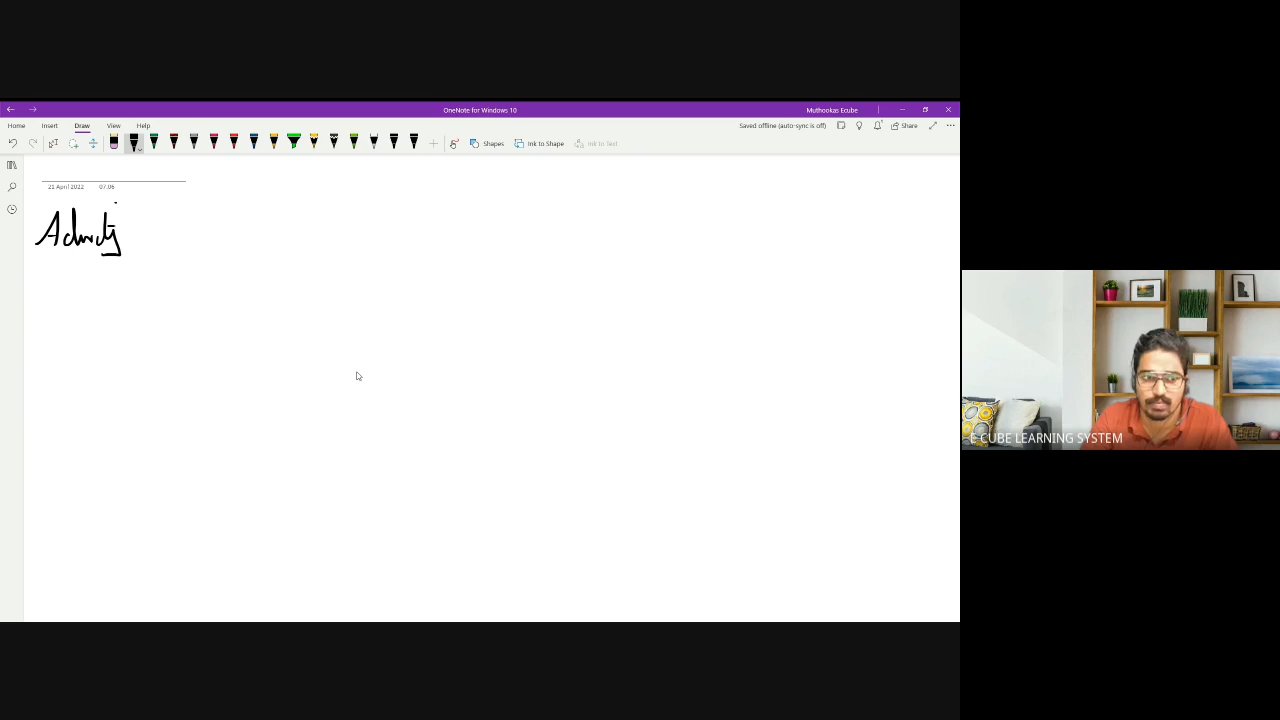 OneNote for Windows 10
Muthookas Ecube
Home Insert Draw View Help
Saved offline (auto-sync is off)
Share
Shapes
Ink to Shape
Ink to Text
21 April 2022 07:06
E CUBE LEARNING SYSTEM